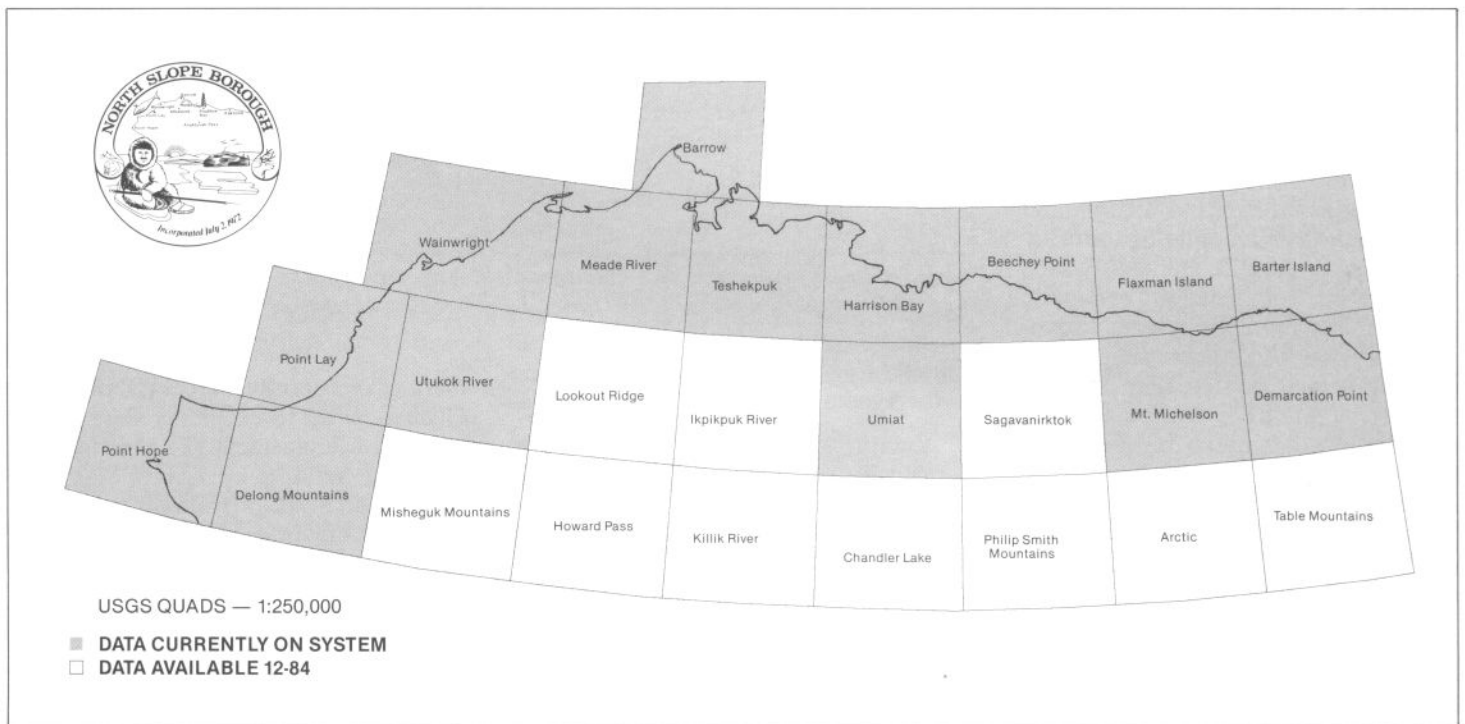 NORTH SLOPE BOROUGH
Incorporated July 2, 1972
Barrow
Wainwright
Meade River
Teshekpuk
Harrison Bay
Beechey Point
Flaxman Island
Barter Island
Point Lay
Utukok River
Lookout Ridge
Ikpikpuk River
Umiat
Sagavanirktok
Mt. Michelson
Demarcation Point
Point Hope
Delong Mountains
Misheguk Mountains
Howard Pass
Killik River
Chandler Lake
Philip Smith
Mountains
Arctic
Table Mountains
USGS QUADS — 1:250,000
DATA CURRENTLY ON SYSTEM
DATA AVAILABLE 12-84